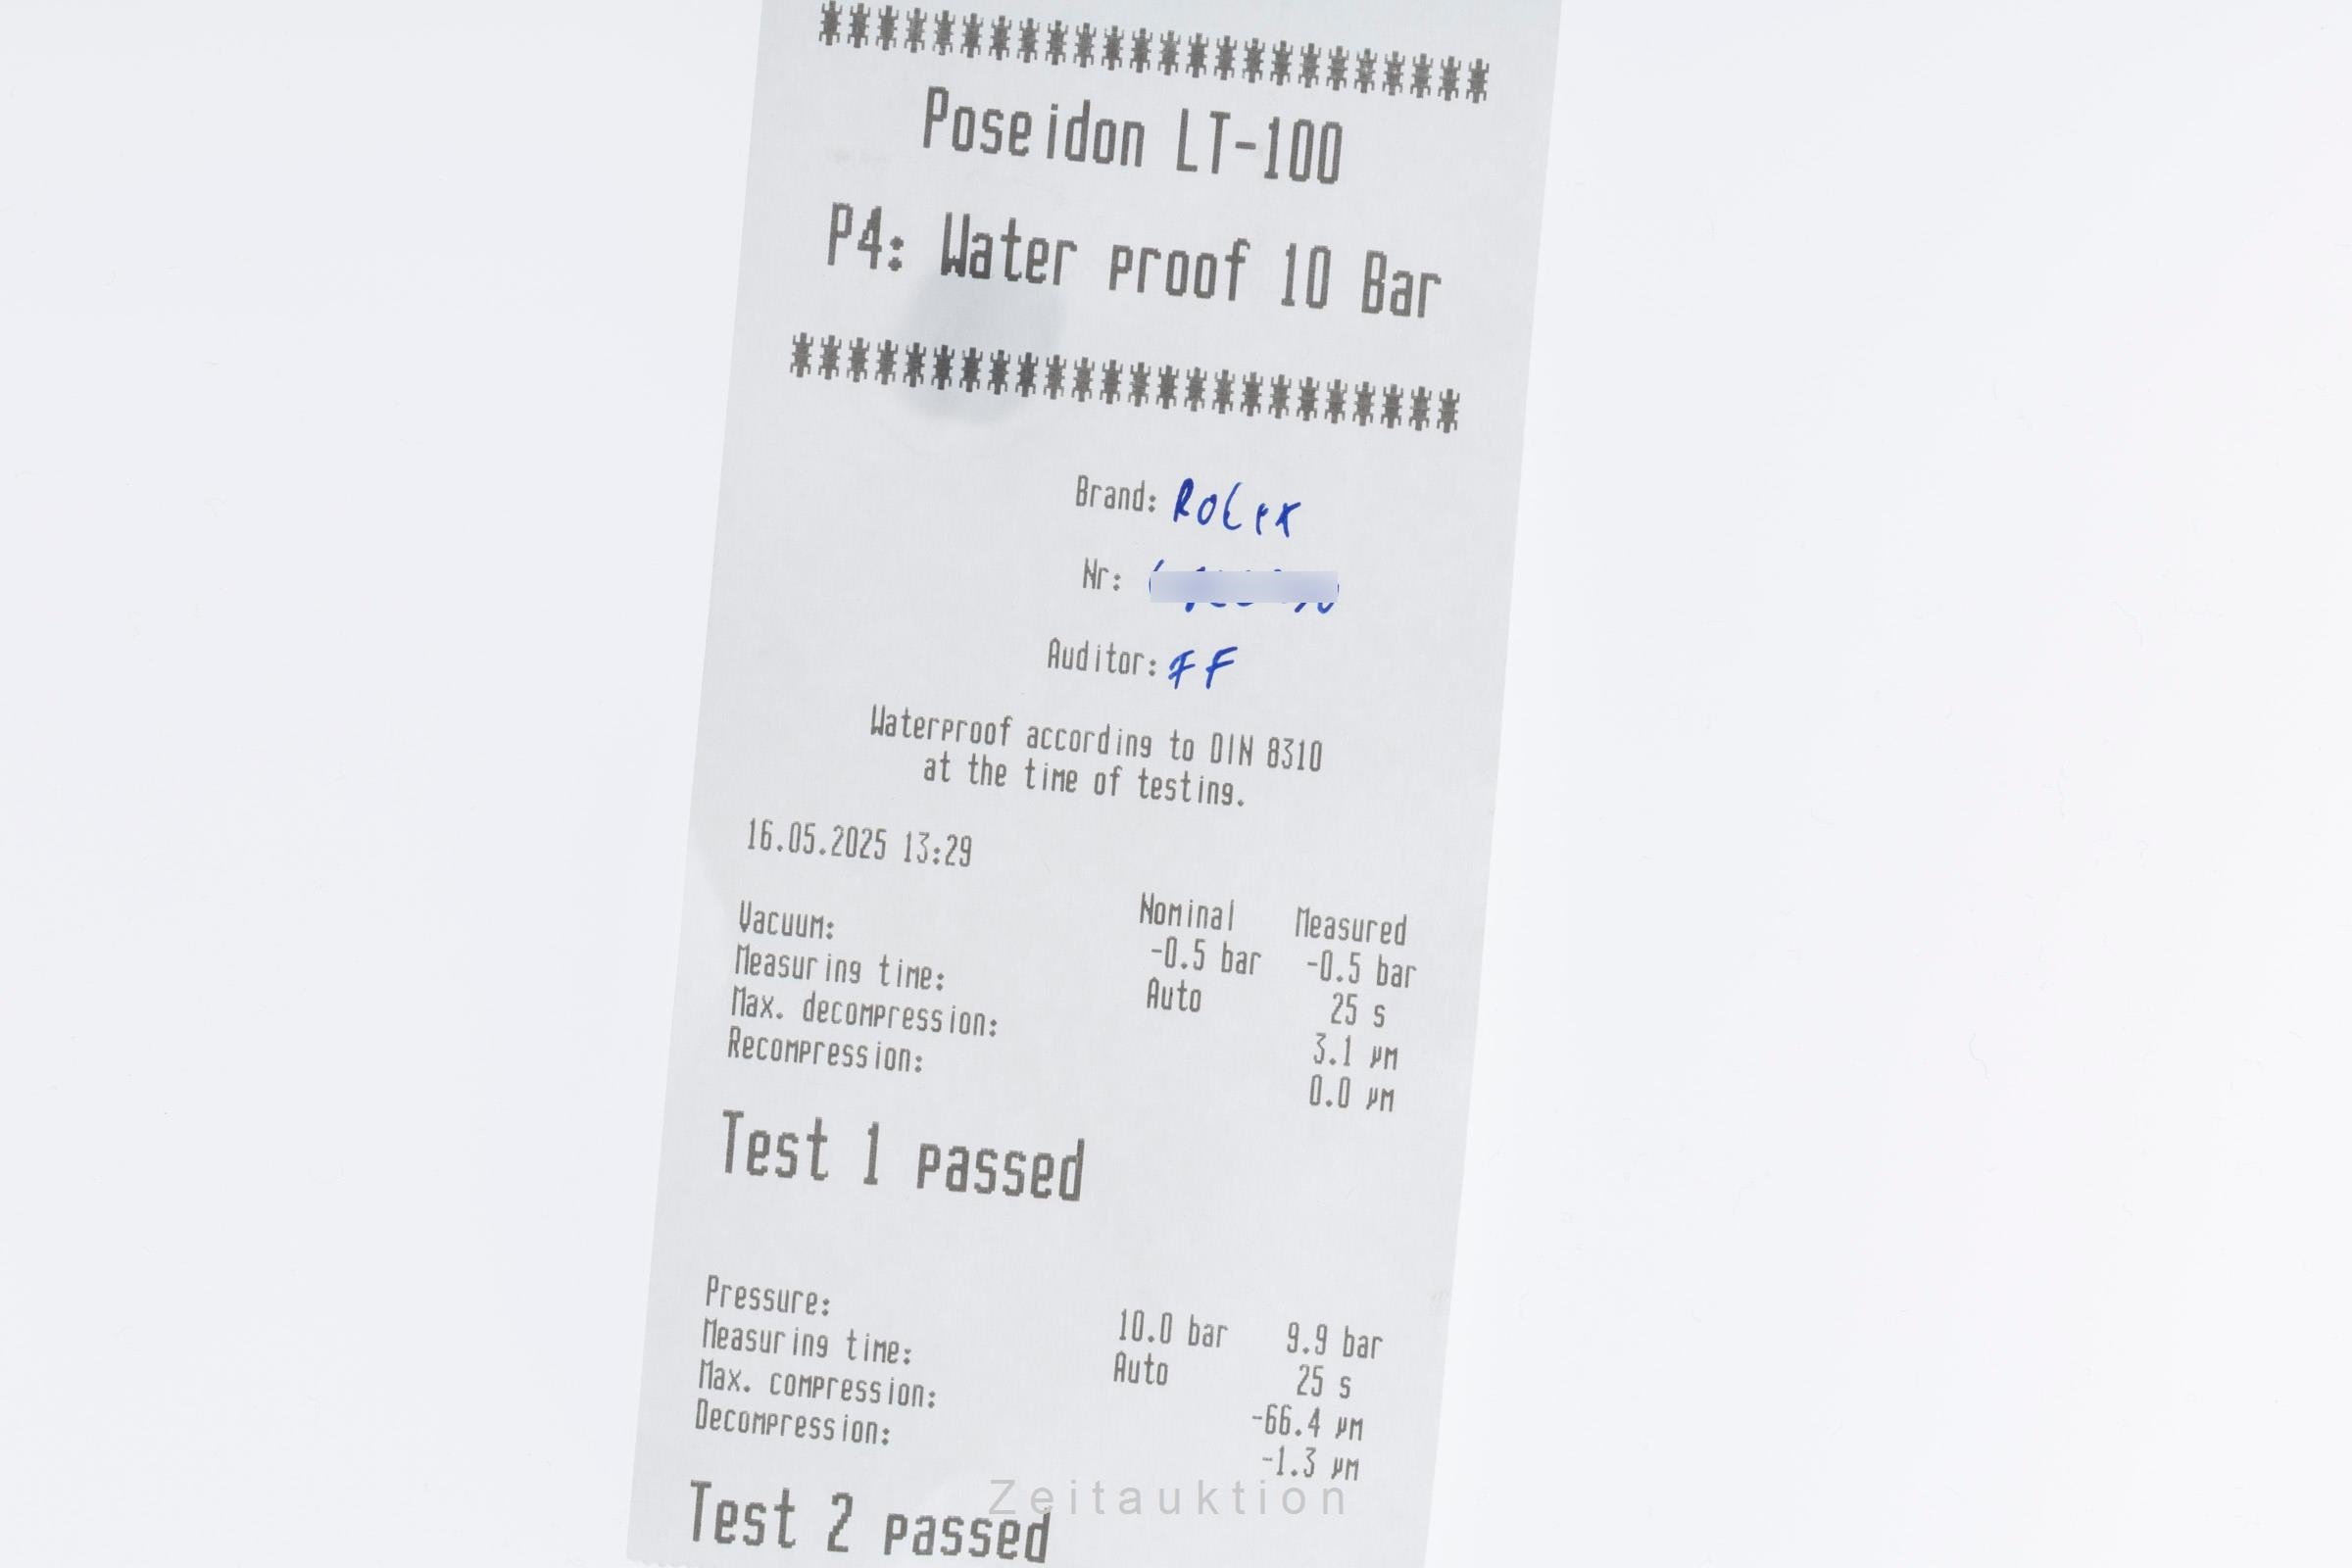 ************************
Poseidon LT-100
P4: Water proof 10 Bar
************************
Brand: Rolex
Nr:
Auditor: FF
Waterproof according to DIN 8310
at the time of testing.
16.05.2025 13:29
Nominal Measured
Vacuum: -0.5 bar -0.5 bar
Measuring time: Auto 25 s
Max. decompression: 3.1 µm
Recompression: 0.0 µm
Test 1 passed
Pressure: 10.0 bar 9.9 bar
Measuring time: Auto 25 s
Max. compression: -66.4 µm
Decompression: -1.3 µm
Zeitauktion
Test 2 passed